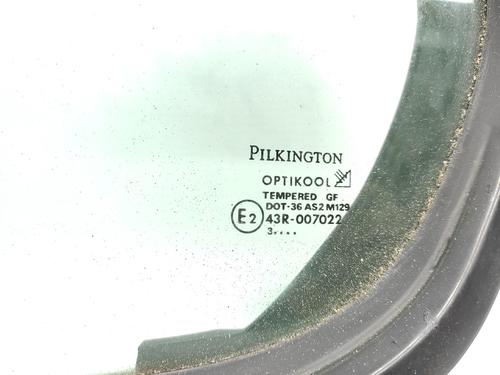 PILKINGTON
OPTIKOOL
TEMPERED GF
DOT·36 AS2 M129
E2 43R-007022
3....